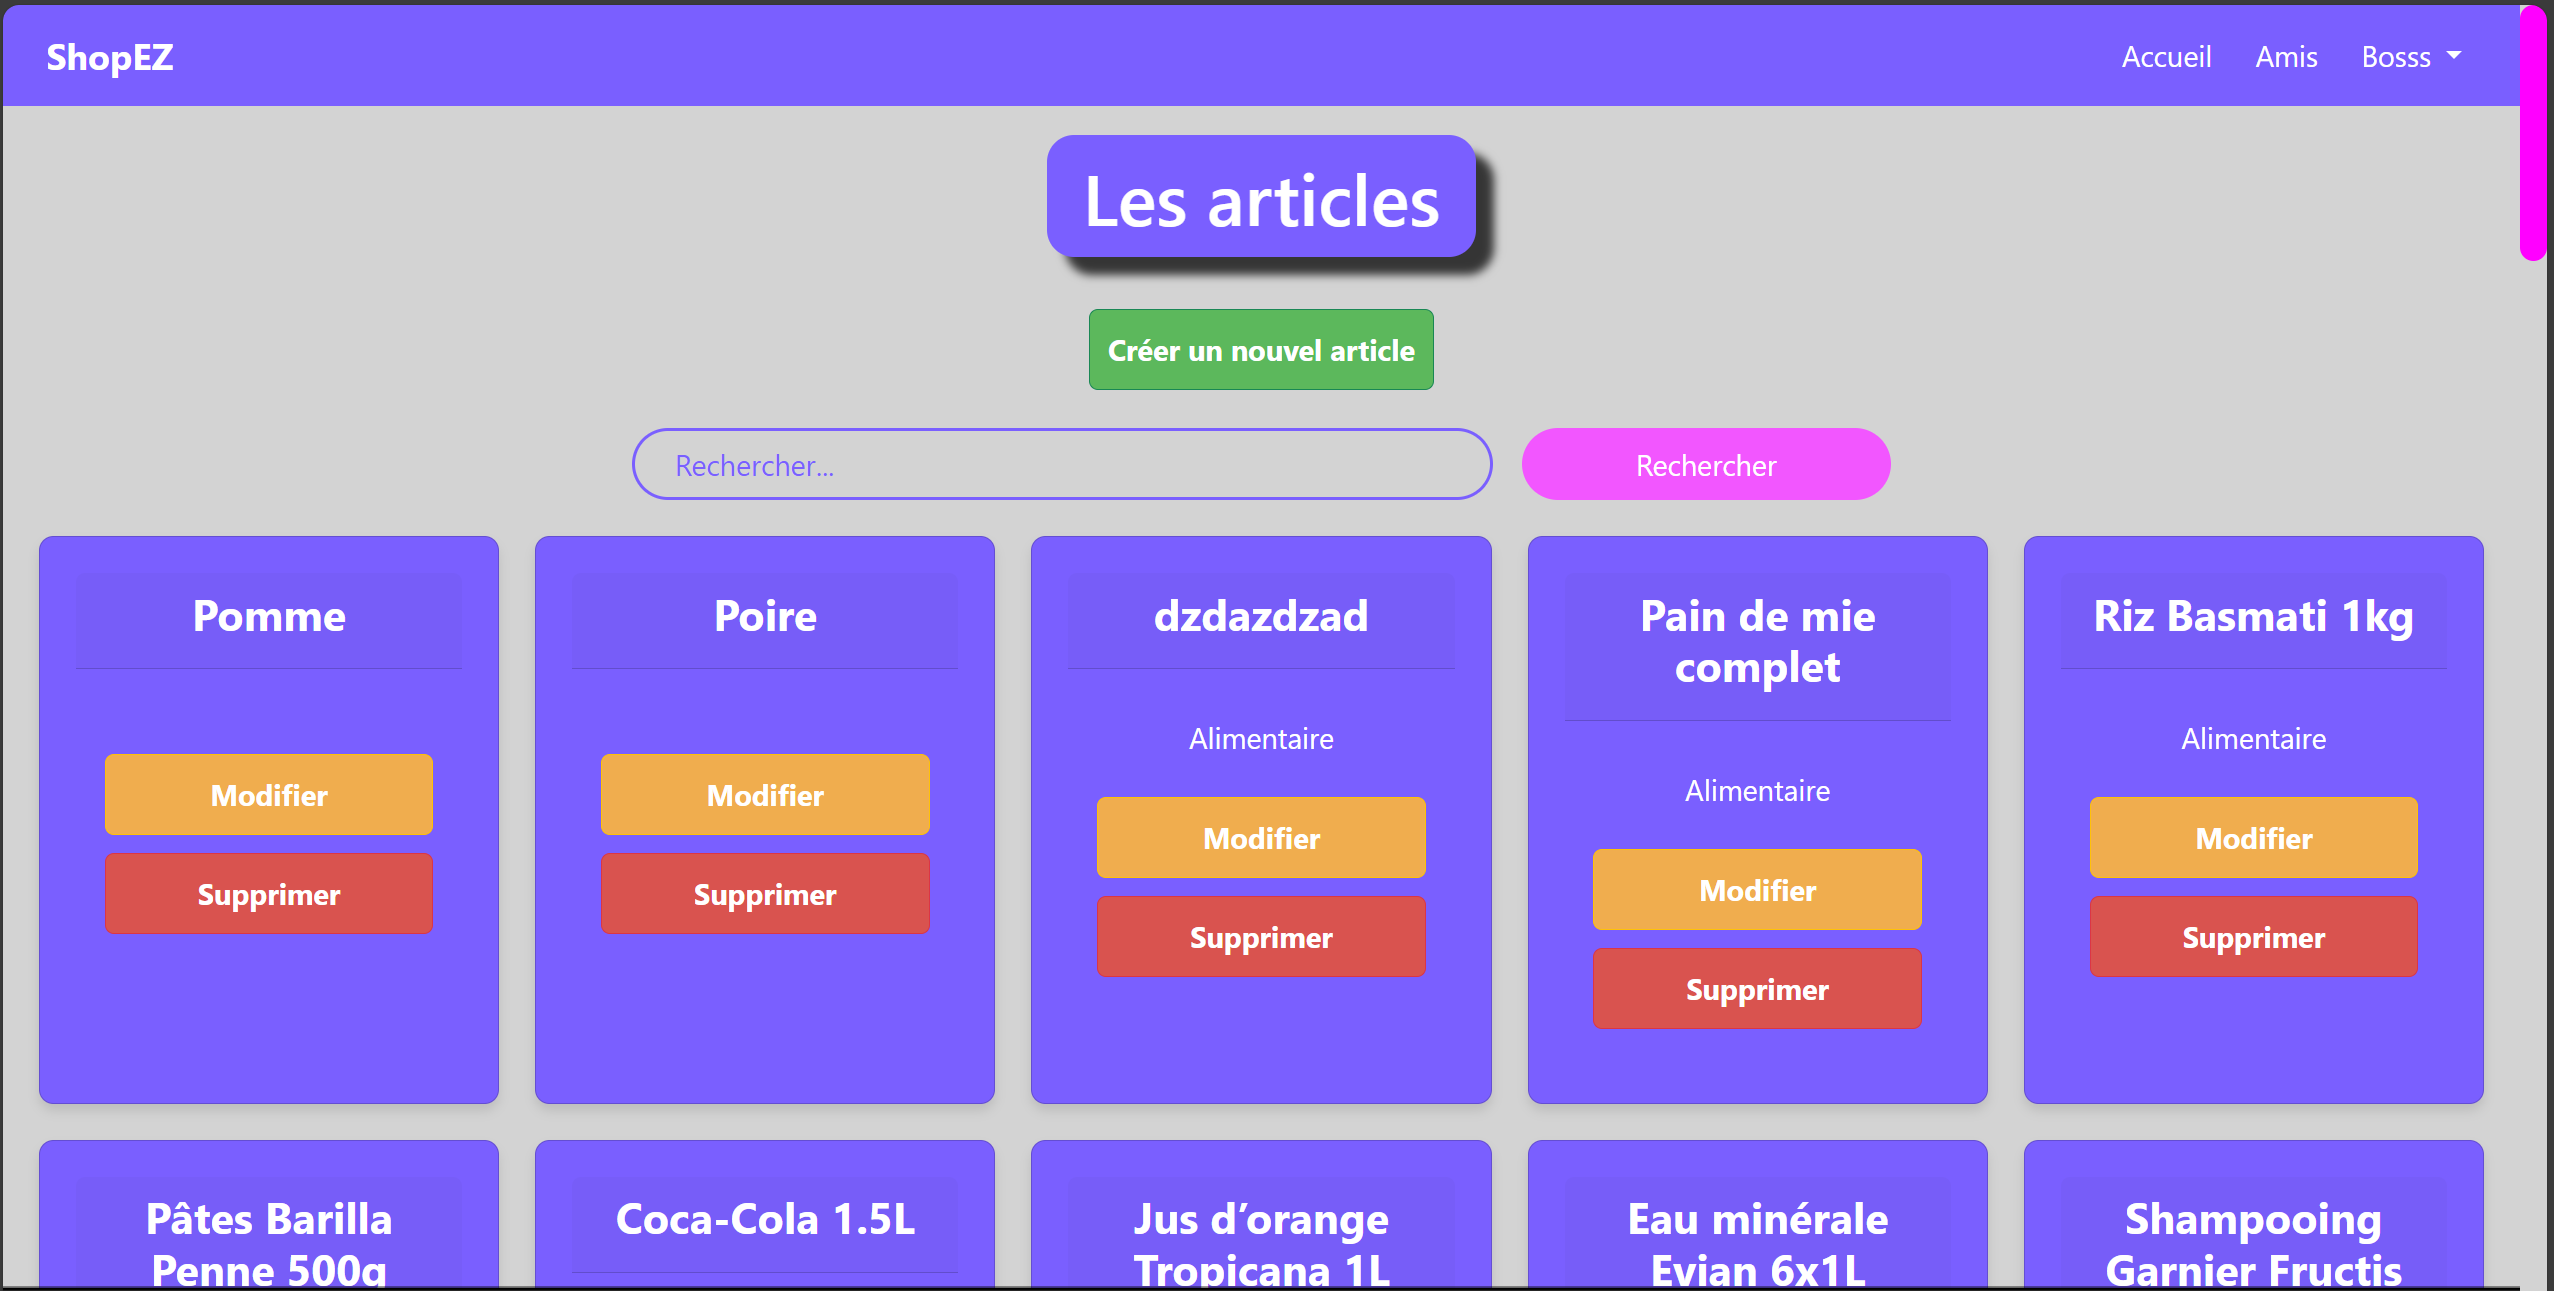 ShopEZ
Accueil Amis Bosss
Les articles
Créer un nouvel article
Rechercher...
Rechercher
Pomme
Modifier
Supprimer
Poire
Modifier
Supprimer
dzdazdzad
Alimentaire
Modifier
Supprimer
Pain de mie
complet
Alimentaire
Modifier
Supprimer
Riz Basmati 1kg
Alimentaire
Modifier
Supprimer
Pâtes Barilla
Penne 500g
Coca-Cola 1.5L
Jus d’orange
Tropicana 1L
Eau minérale
Evian 6x1L
Shampooing
Garnier Fructis